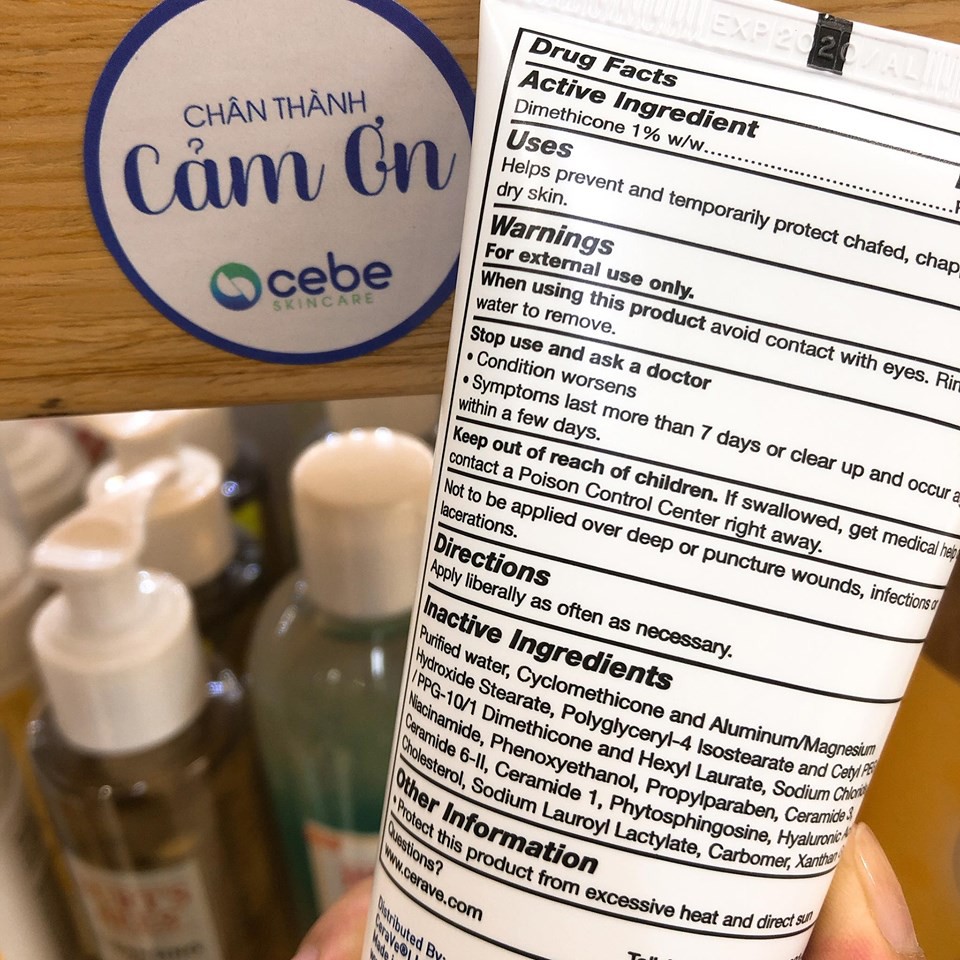 CHÂN THÀNH
Cảm Ơn
cebe
SKINCARE
EXP 2020/AL
Drug Facts
Active Ingredient
Dimethicone 1% w/w
Uses
Helps prevent and temporarily protect chafed,
dry skin.
Warnings
For external use only.
When using this product avoid contact with eyes.
water to remove.
Stop use and ask a doctor
• Condition worsens
• Symptoms last more than 7 days or clear up and occur
within a few days.
Keep out of reach of children. If swallowed, get medical help
contact a Poison Control Center right away.
Not to be applied over deep or puncture wounds, infections or
lacerations.
Directions
Apply liberally as often as necessary.
Inactive Ingredients
Purified water, Cyclomethicone and Aluminum/Magnesium
Hydroxide Stearate, Polyglyceryl-4 Isostearate and Cetyl
/ PPG-10/1 Dimethicone and Hexyl Laurate, Sodium Chloride,
Niacinamide, Phenoxyethanol, Propylparaben, Ceramide 3,
Ceramide 6-II, Ceramide 1, Phytosphingosine, Hyaluronic
Cholesterol, Sodium Lauroyl Lactylate, Carbomer, Xanthan
Other Information
• Protect this product from excessive heat and direct sun
Questions?
www.cerave.com
Distributed By:
CeraVe®
Made in